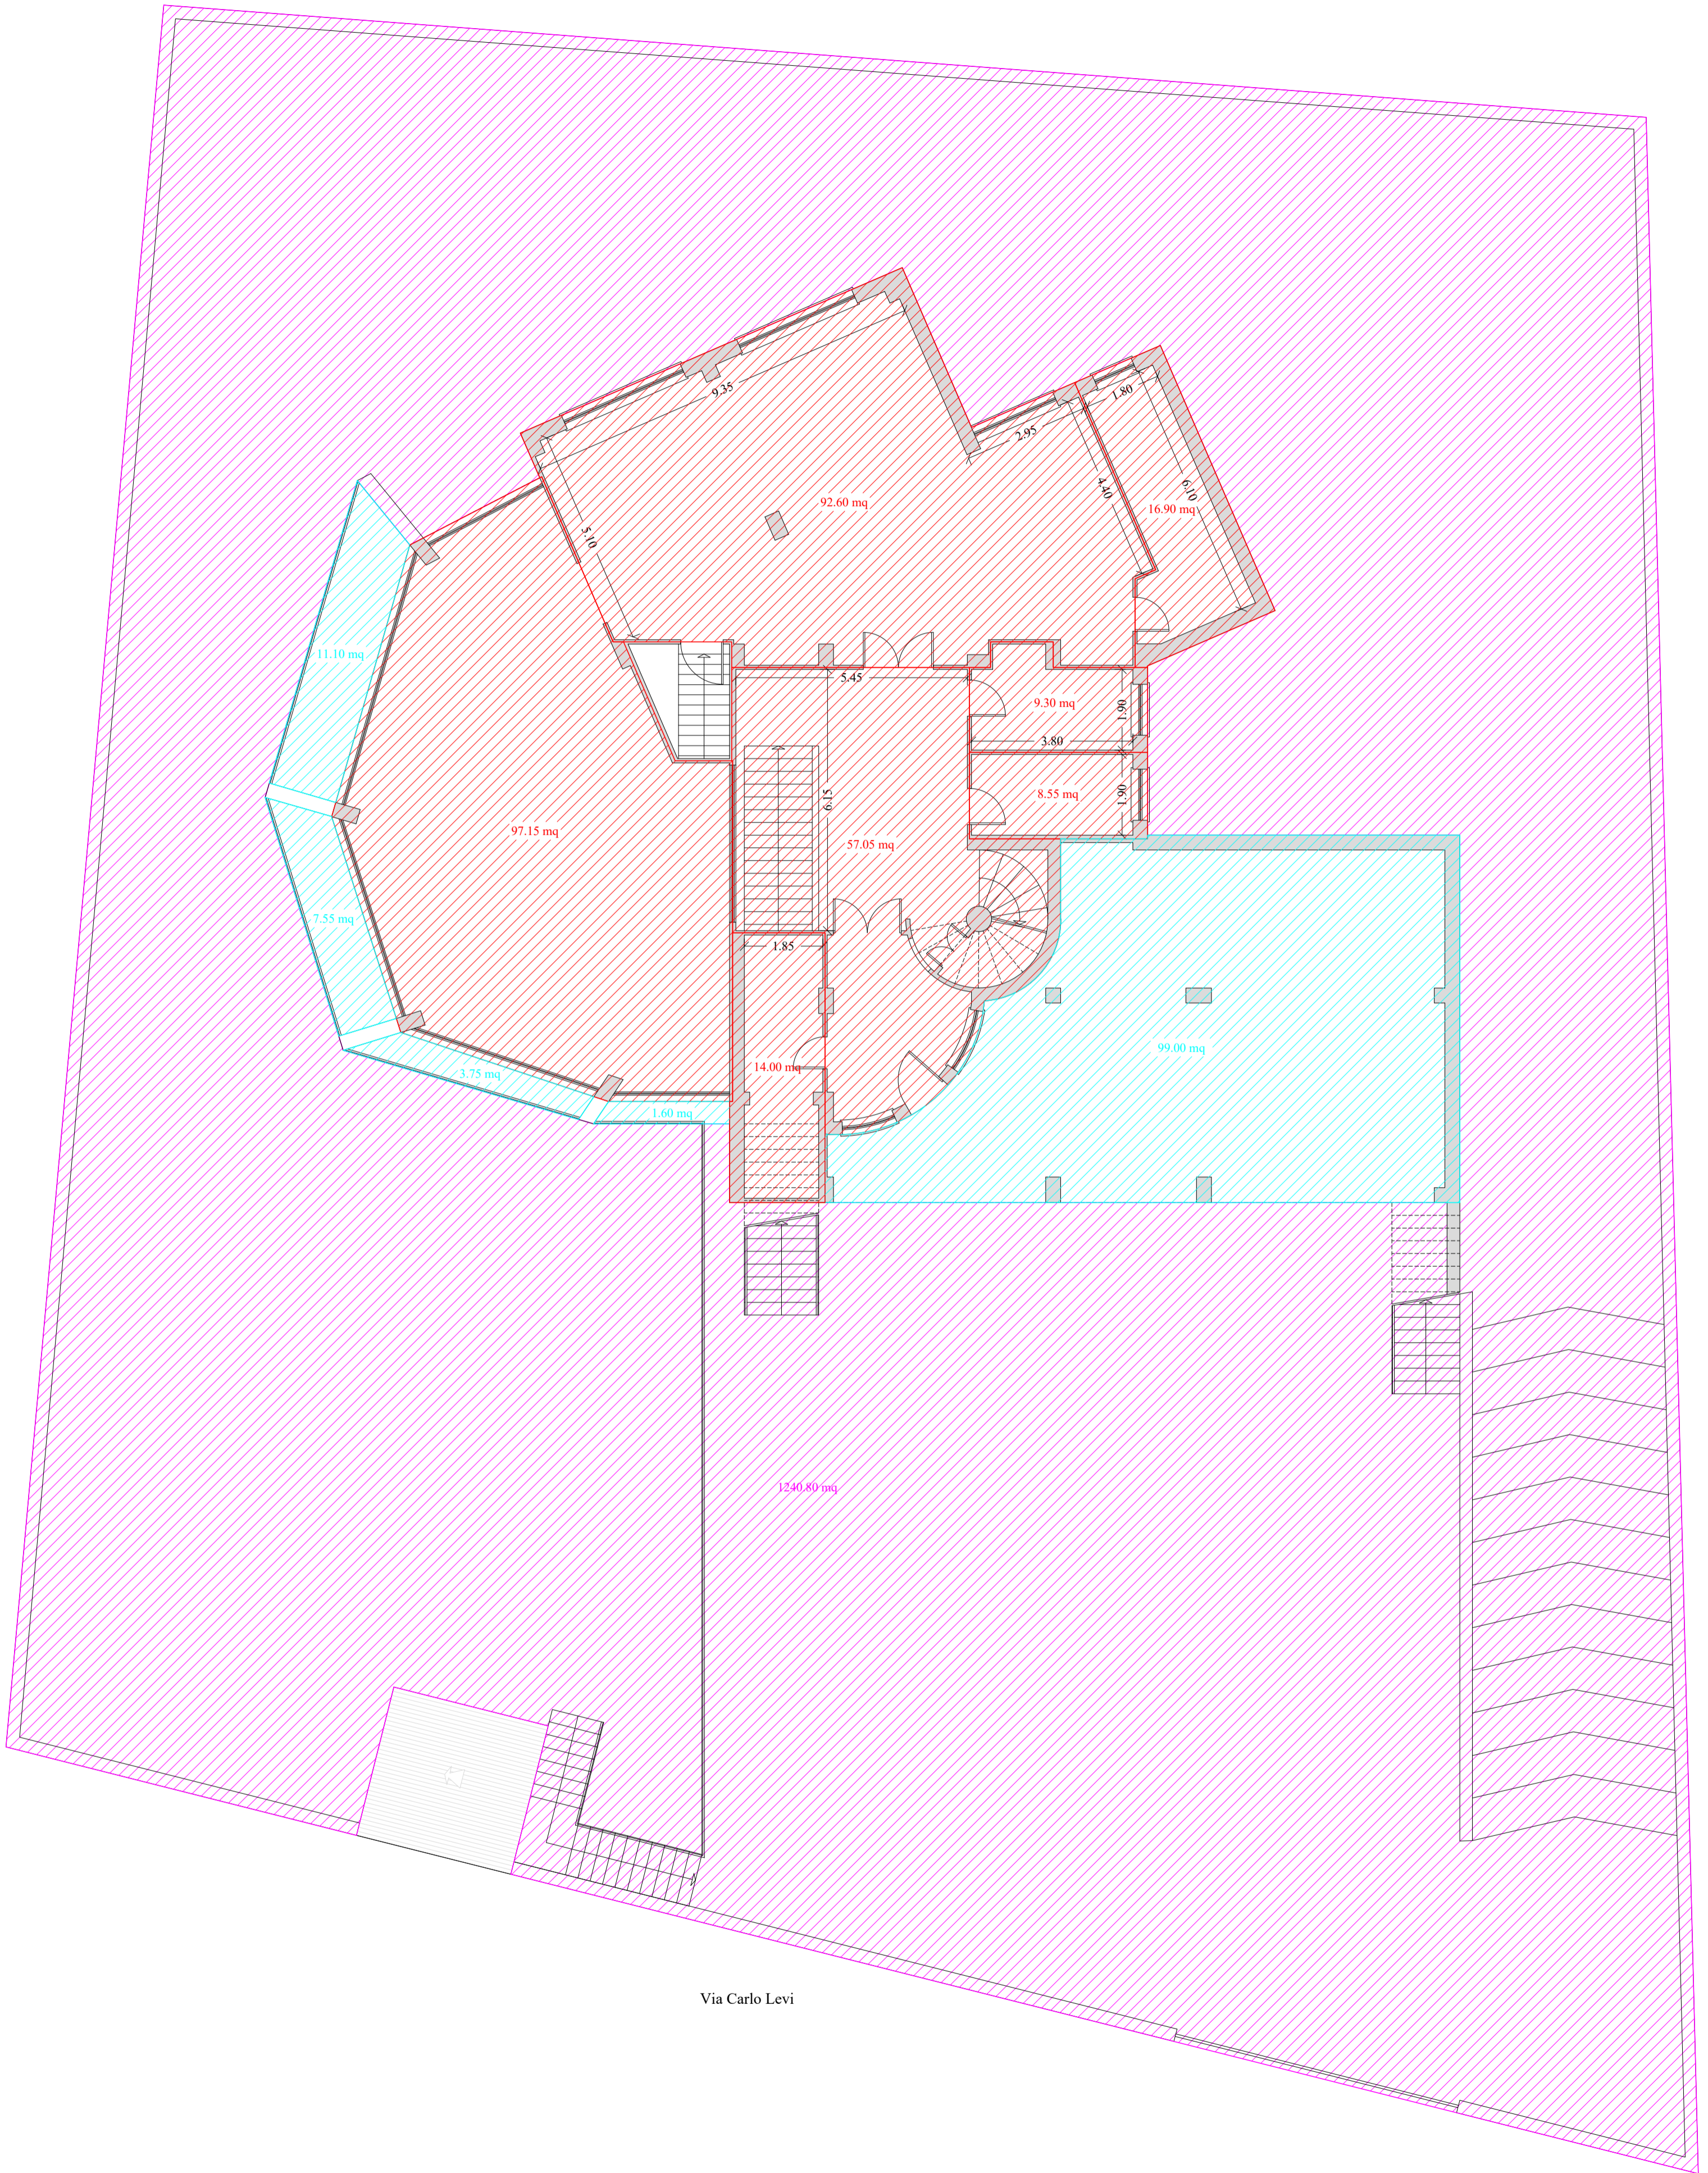 9.35
1.80
2.95
4.40
6.10
92.60 mq
16.90 mq
5.10
11.10 mq
5.45
9.30 mq
1.90
3.80
8.55 mq
1.90
6.15
97.15 mq
57.05 mq
7.55 mq
1.85
99.00 mq
14.00 mq
3.75 mq
1.60 mq
1240.80 mq
Via Carlo Levi